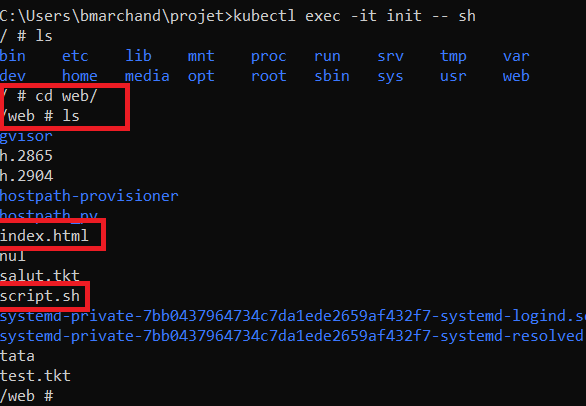 C:\Users\bmarchand\projet>kubectl exec -it init -- sh
/ # ls
bin etc lib mnt proc run srv tmp var
dev home media opt root sbin sys usr web
/ # cd web/
/web # ls
gvisor
h.2865
h.2904
hostpath-provisioner
hostpath_pv
index.html
nul
salut.tkt
script.sh
systemd-private-7bb0437964734c7da1ede2659af432f7-systemd-logind.s
systemd-private-7bb0437964734c7da1ede2659af432f7-systemd-resolved
tata
test.tkt
/web #